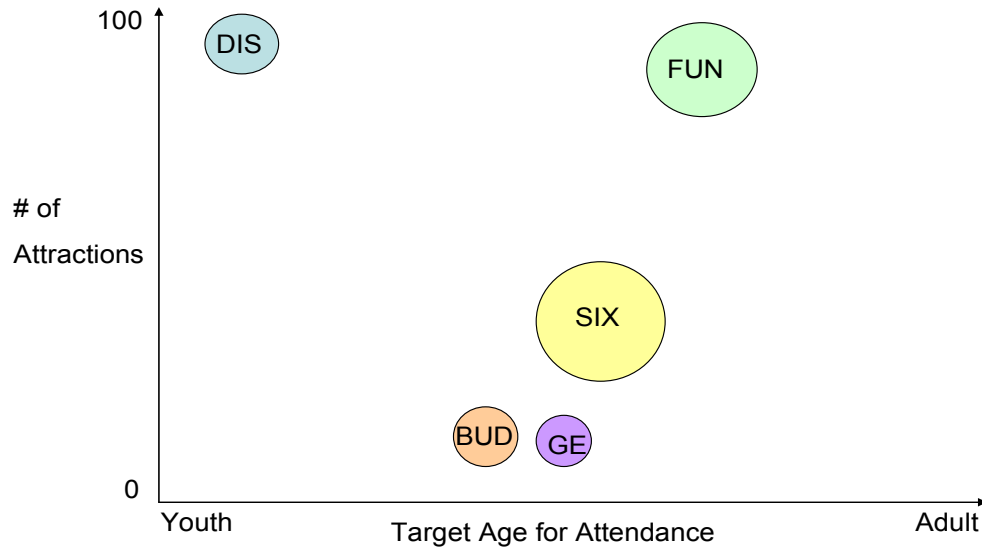 100
DIS
FUN
# of
Attractions
SIX
BUD
GE
0
Youth
Target Age for Attendance
Adult